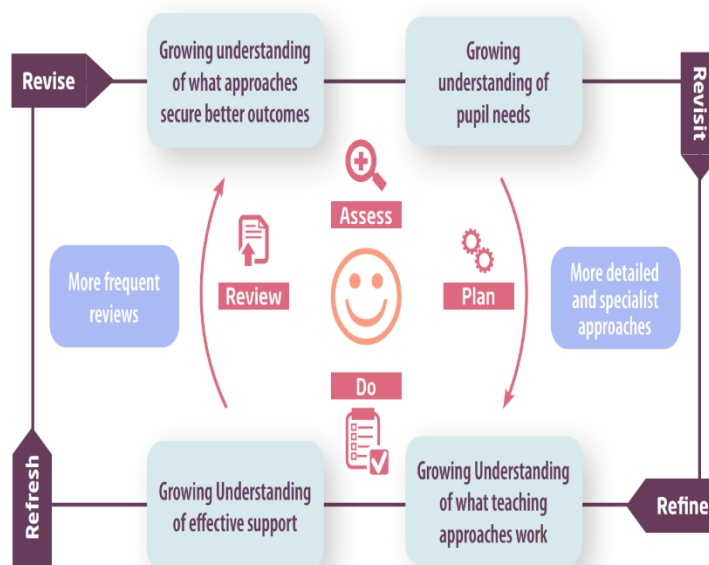 Revise
Growing understanding
of what approaches
secure better outcomes
Growing
understanding of
pupil needs
Revisit
Assess
More frequent
reviews
Review
Plan
More detailed
and specialist
approaches
Do
Refresh
Growing Understanding
of effective support
Growing Understanding
of what teaching
approaches work
Refine